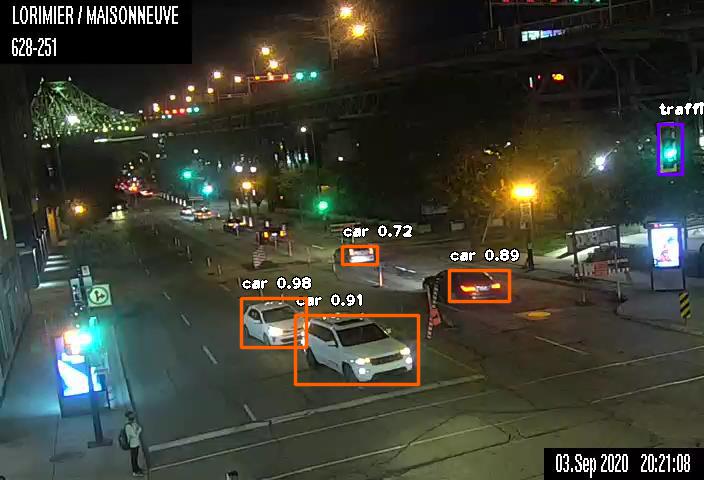 LORIMIER / MAISONNEUVE
628-251
traffi
car 0.72
car 0.89
car 0.98
car 0.91
03.Sep 2020 20:21:08